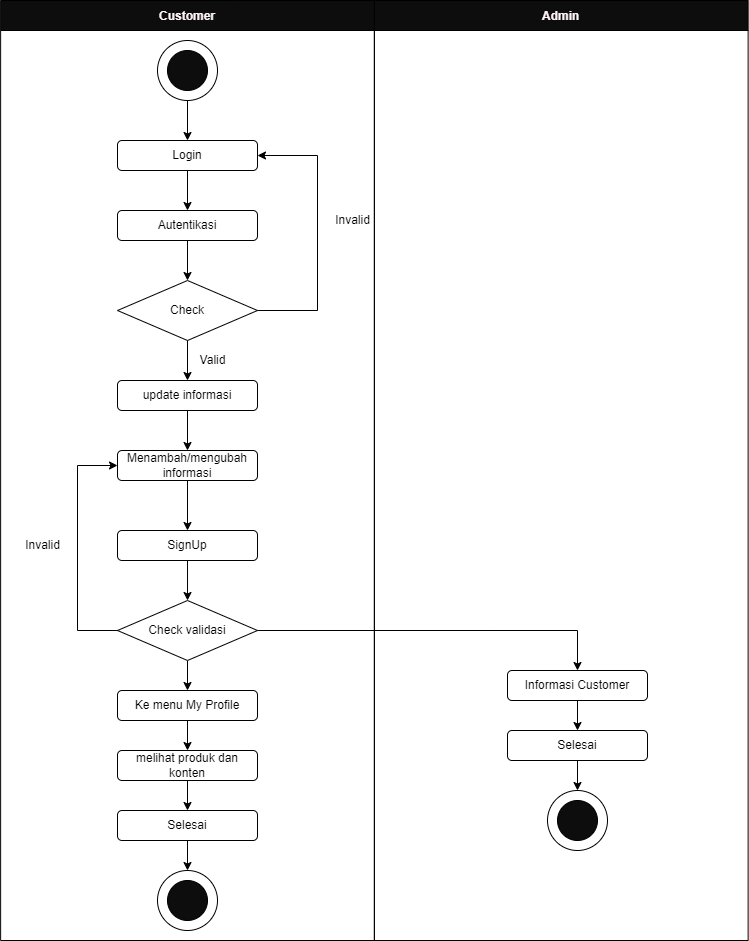 Customer
Admin
Login
Invalid
Autentikasi
Check
Valid
update informasi
Menambah/mengubah
informasi
Invalid
SignUp
Check validasi
Informasi Customer
Ke menu My Profile
Selesai
melihat produk dan
konten
Selesai